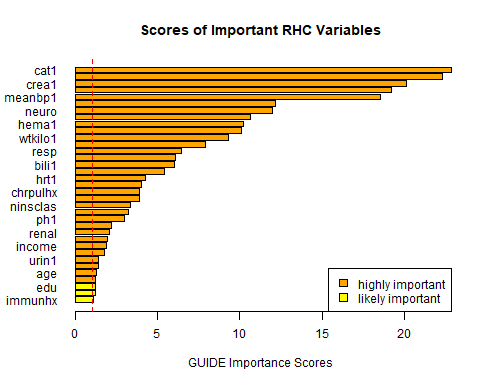 Scores of Important RHC Variables
cat1
crea1
meanbp1
neuro
hema1
wtkilo1
resp
bili1
hrt1
chrpulhx
ninsclas
ph1
renal
income
urin1
age
edu
immunhx
highly important
likely important
0 5 10 15 20
GUIDE Importance Scores